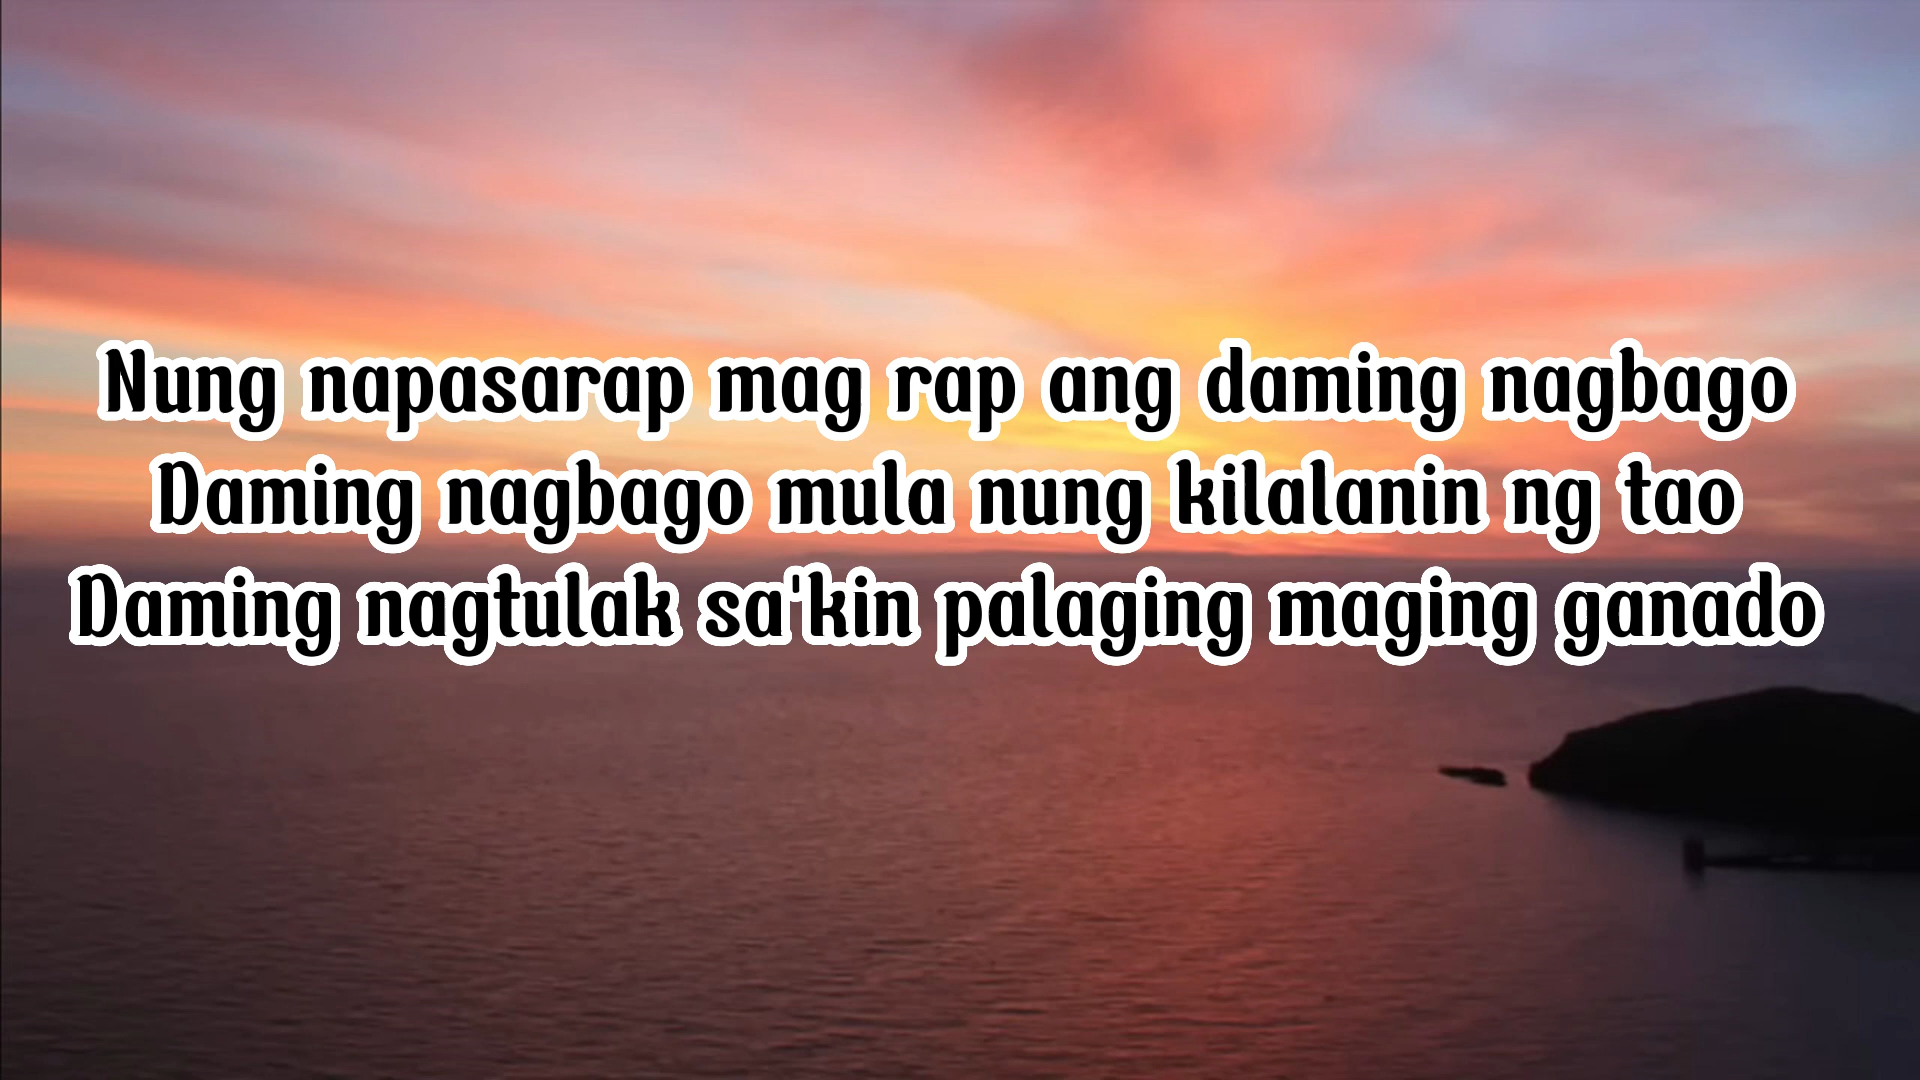 Nung napasarap mag rap ang daming nagbago
Daming nagbago mula nung kilalanin ng tao
Daming nagtulak sa'kin palaging maging ganado